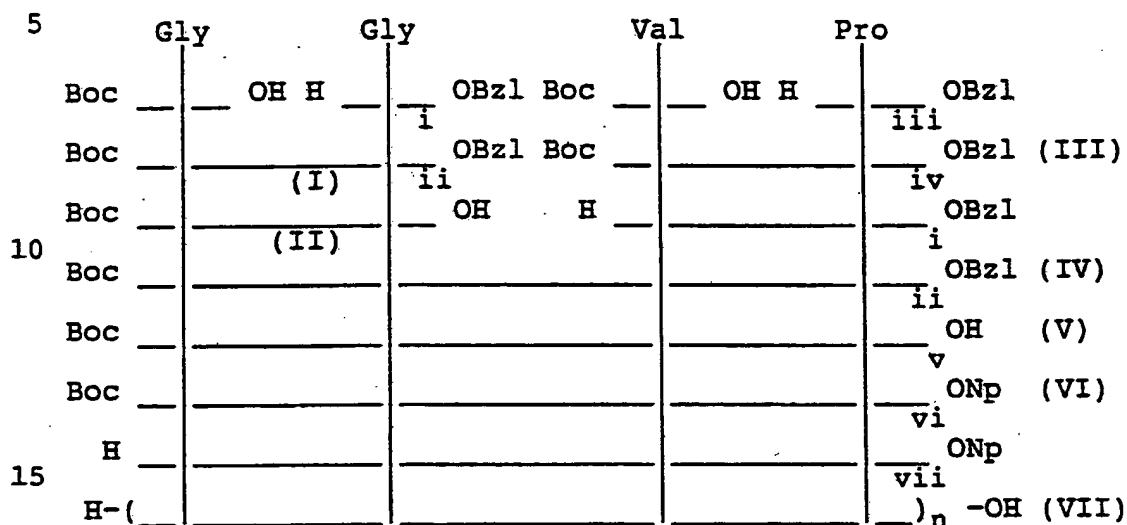 5 Gly Gly Val Pro
Boc OH H OBzl Boc OH H OBzl
i iii
Boc OBzl Boc OBzl (III)
(I) ii iv
Boc OH H OBzl
10 (II) i
Boc OBzl (IV)
ii
Boc OH (V)
v
Boc ONp (VI)
vi
H ONp
15 vii
H-( )n -OH (VII)